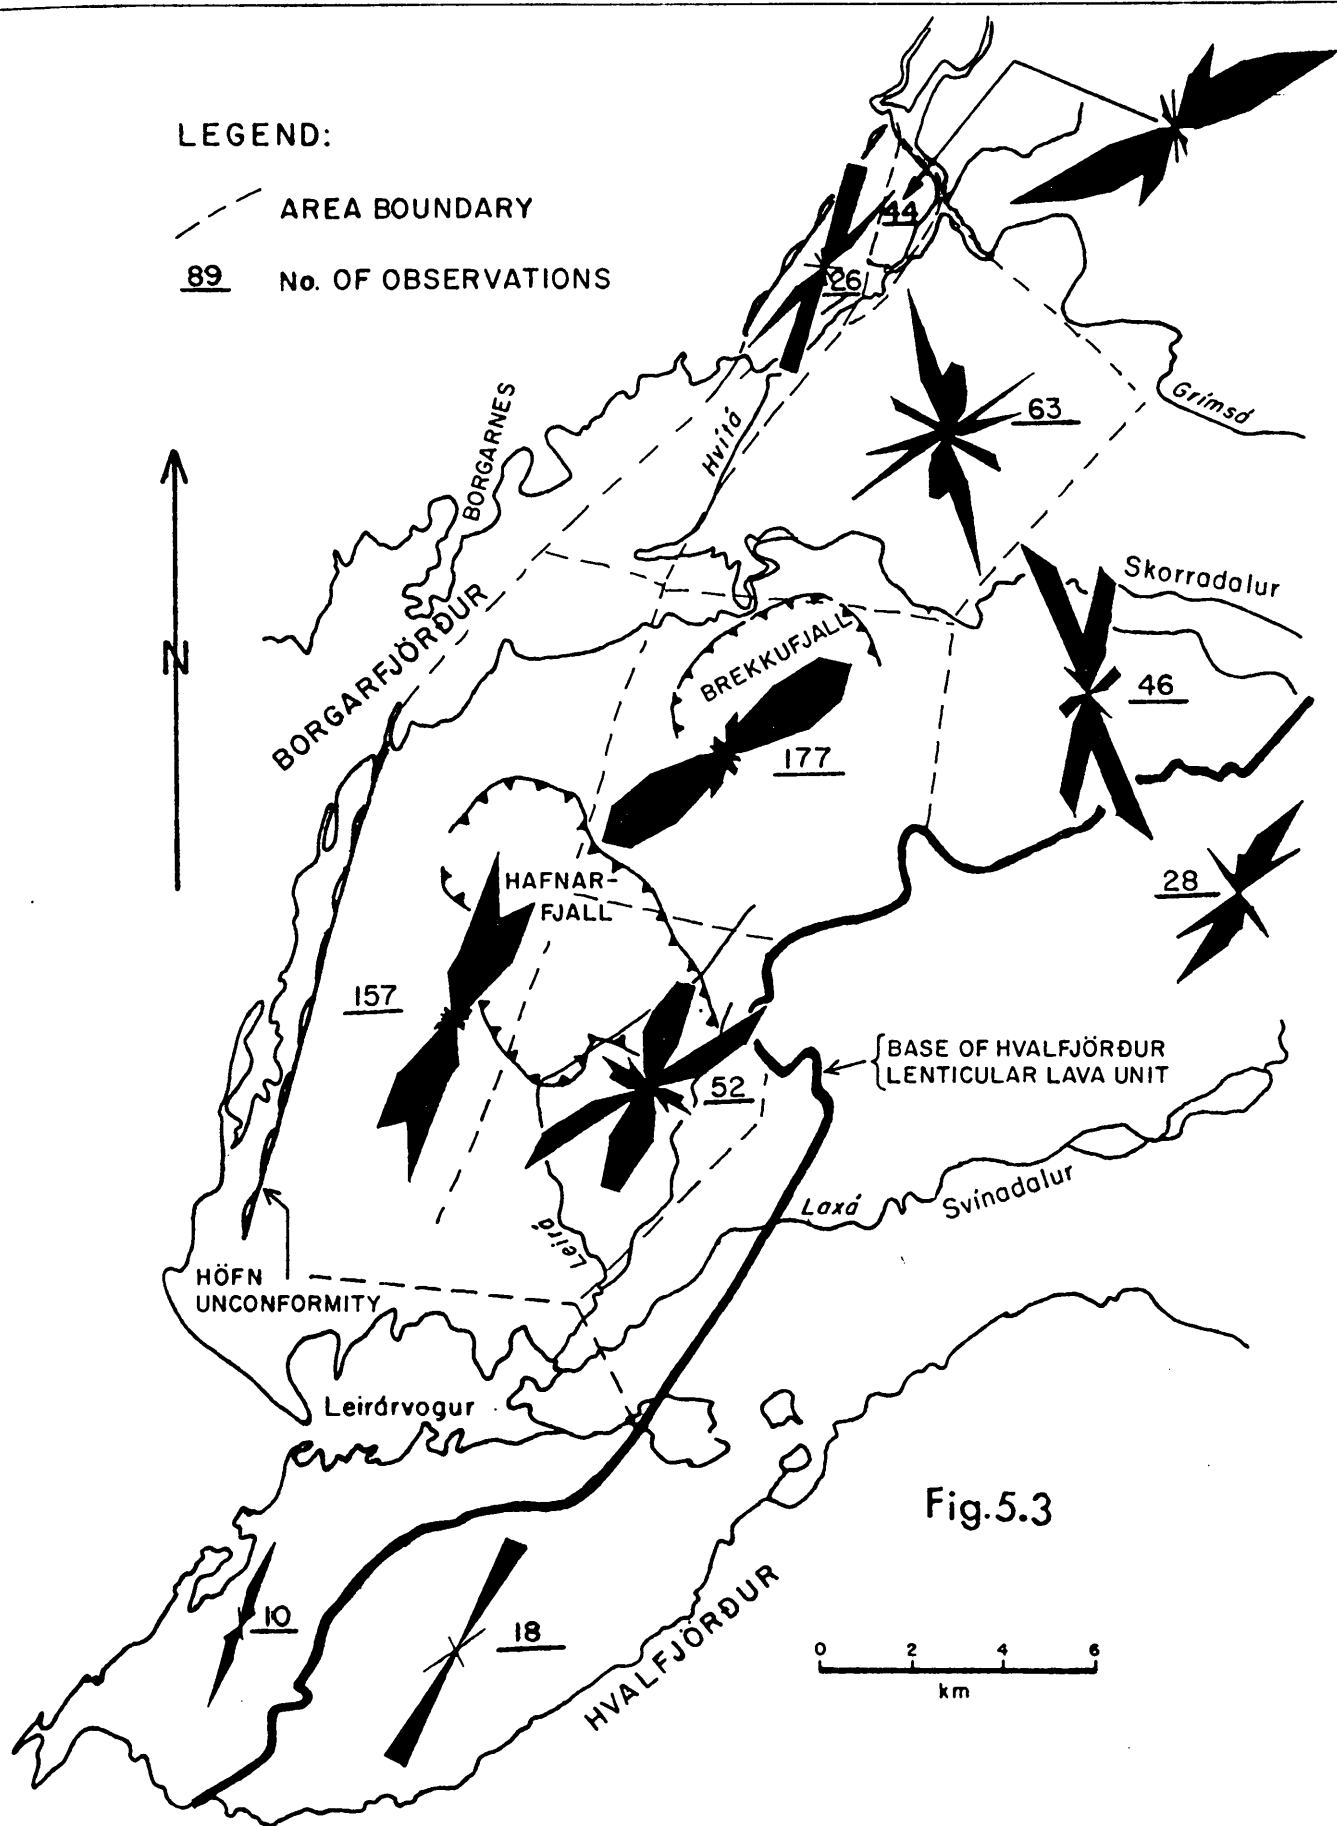 LEGEND:
AREA BOUNDARY
89 No. OF OBSERVATIONS
44
26
63
Grímsá
Hvítá
BORGARNES
N
BORGARFJÖRÐUR
Skorradalur
BREKKUFJALL
46
177
28
HAFNAR-
FJALL
157
52
BASE OF HVALFJÖRÐUR
LENTICULAR LAVA UNIT
Laxá
Svínadalur
Leirá
HÖFN
UNCONFORMITY
Leirárvogur
Fig.5.3
10
18
HVALFJÖRÐUR
0 2 4 6
km